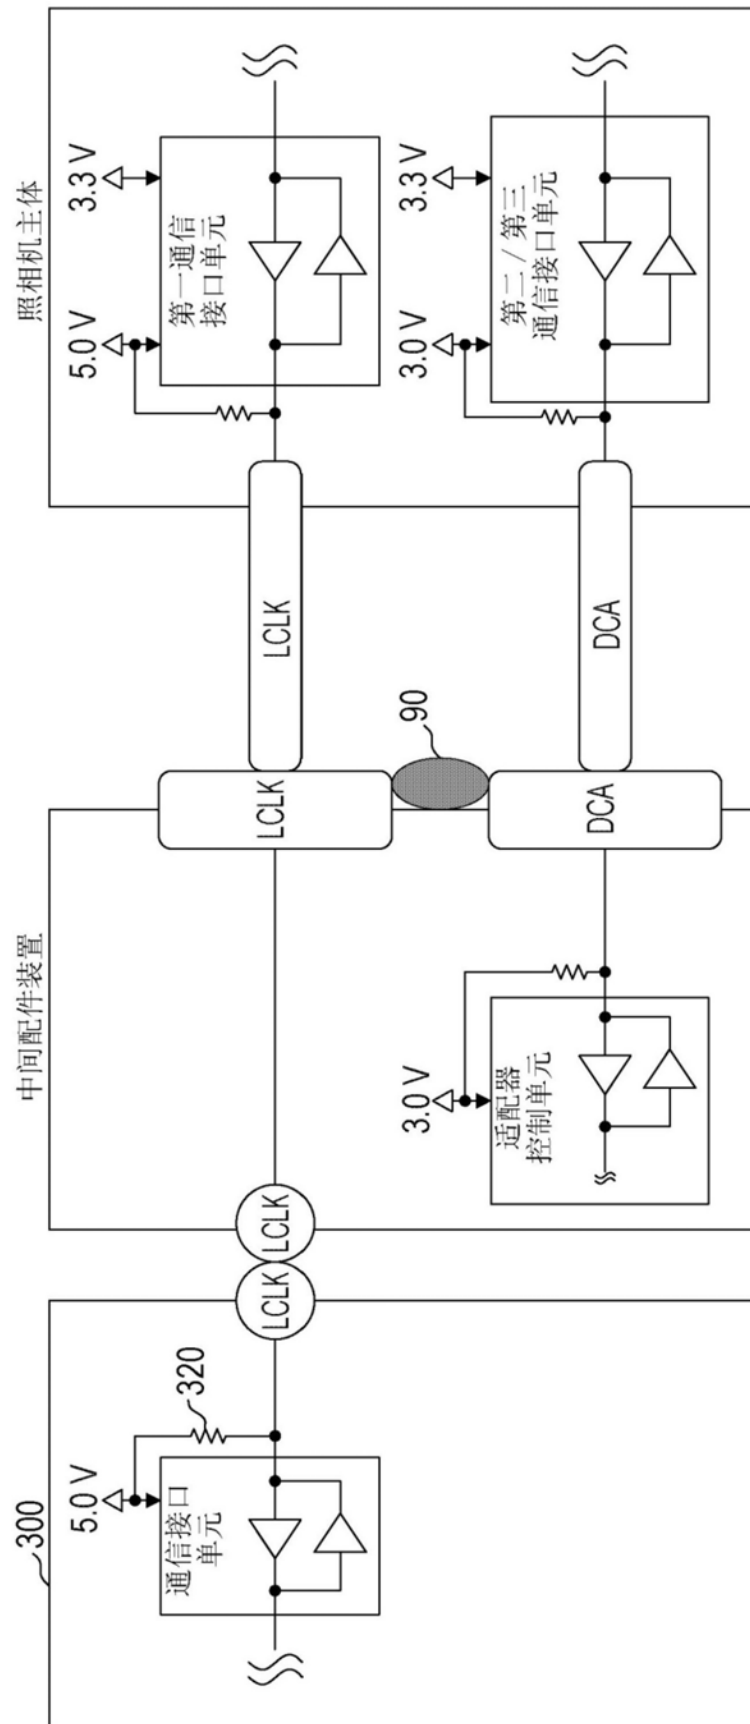 300
5.0 V
320
通信接口
单元
LCLK
中间配件装置
LCLK
LCLK
3.0 V
适配器
控制单元
DCA
90
照相机主体
LCLK
5.0 V
3.3 V
第一通信
接口单元
DCA
3.0 V
3.3 V
第二/第三
通信接口单元